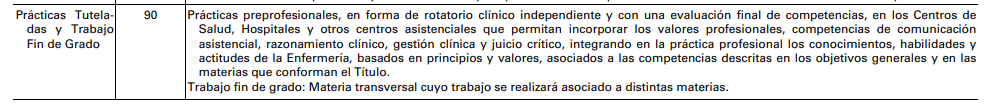 Prácticas Tutela-
das y Trabajo
Fin de Grado
90
Prácticas preprofesionales, en forma de rotatorio clínico independiente y con una evaluación final de competencias, en los Centros de
Salud, Hospitales y otros centros asistenciales que permitan incorporar los valores profesionales, competencias de comunicación
asistencial, razonamiento clínico, gestión clínica y juicio crítico, integrando en la práctica profesional los conocimientos, habilidades y
actitudes de la Enfermería, basados en principios y valores, asociados a las competencias descritas en los objetivos generales y en las
materias que conforman el Título.
Trabajo fin de grado: Materia transversal cuyo trabajo se realizará asociado a distintas materias.